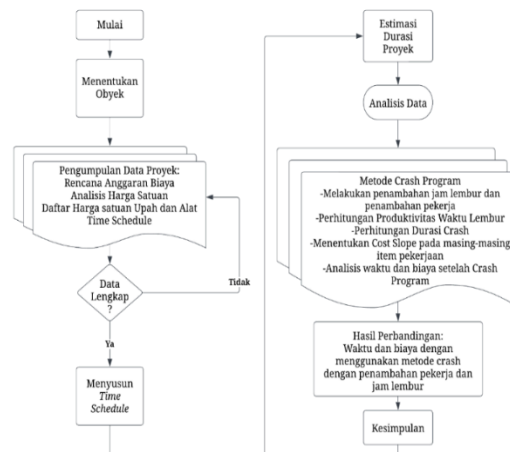 Mulai
Menentukan
Obyek
Pengumpulan Data Proyek:
Rencana Anggaran Biaya
Analisis Harga Satuan
Daftar Harga satuan Upah dan Alat
Time Schedule
Data
Lengkap
?
Tidak
Ya
Menyusun
Time
Schedule
Estimasi
Durasi
Proyek
Analisis Data
Metode Crash Program
-Melakukan penambahan jam lembur dan
penambahan pekerja
-Perhitungan Produktivitas Waktu Lembur
-Perhitungan Durasi Crash
-Menentukan Cost Slope pada masing-masing
item pekerjaan
-Analisis waktu dan biaya setelah Crash
Program
Hasil Perbandingan:
Waktu dan biaya dengan
menggunakan metode crash
dengan penambahan pekerja dan
jam lembur
Kesimpulan